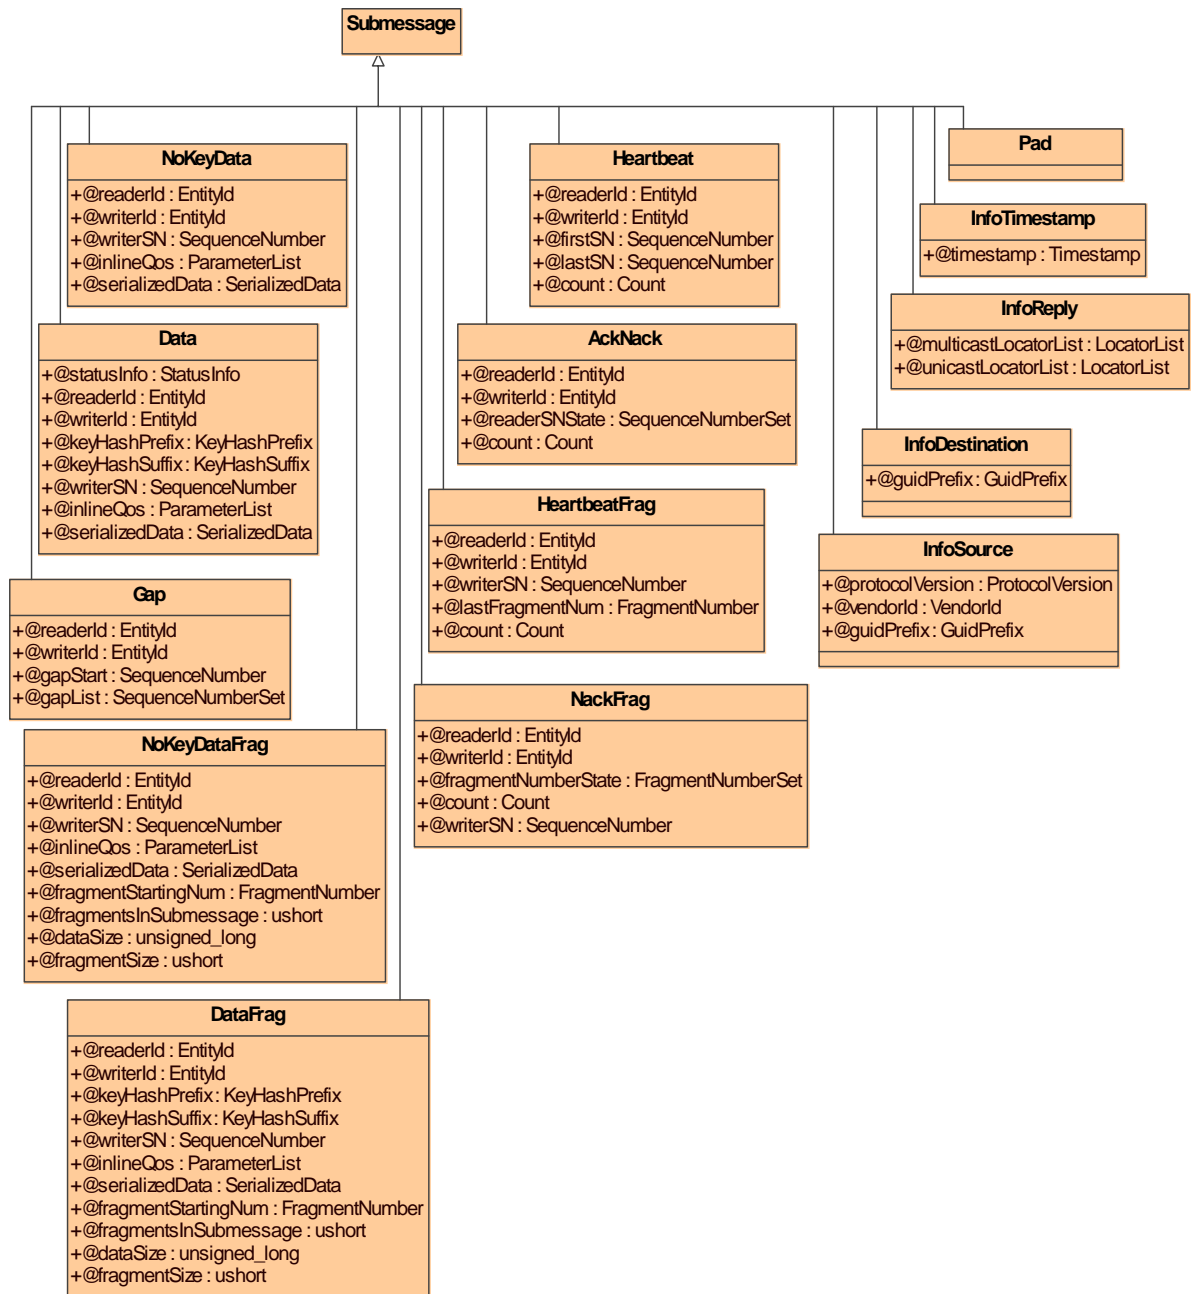 Submessage
NoKeyData
+@readerId : EntityId
+@writerId : EntityId
+@writerSN : SequenceNumber
+@inlineQos : ParameterList
+@serializedData : SerializedData
Data
+@statusInfo : StatusInfo
+@readerId : EntityId
+@writerId : EntityId
+@keyHashPrefix : KeyHashPrefix
+@keyHashSuffix : KeyHashSuffix
+@writerSN : SequenceNumber
+@inlineQos : ParameterList
+@serializedData : SerializedData
Gap
+@readerId : EntityId
+@writerId : EntityId
+@gapStart : SequenceNumber
+@gapList : SequenceNumberSet
NoKeyDataFrag
+@readerId : EntityId
+@writerId : EntityId
+@writerSN : SequenceNumber
+@inlineQos : ParameterList
+@serializedData : SerializedData
+@fragmentStartingNum : FragmentNumber
+@fragmentsInSubmessage : ushort
+@dataSize : unsigned_long
+@fragmentSize : ushort
DataFrag
+@readerId : EntityId
+@writerId : EntityId
+@keyHashPrefix : KeyHashPrefix
+@keyHashSuffix : KeyHashSuffix
+@writerSN : SequenceNumber
+@inlineQos : ParameterList
+@serializedData : SerializedData
+@fragmentStartingNum : FragmentNumber
+@fragmentsInSubmessage : ushort
+@dataSize : unsigned_long
+@fragmentSize : ushort
Heartbeat
+@readerId : EntityId
+@writerId : EntityId
+@firstSN : SequenceNumber
+@lastSN : SequenceNumber
+@count : Count
AckNack
+@readerId : EntityId
+@writerId : EntityId
+@readerSNState : SequenceNumberSet
+@count : Count
HeartbeatFrag
+@readerId : EntityId
+@writerId : EntityId
+@writerSN : SequenceNumber
+@lastFragmentNum : FragmentNumber
+@count : Count
NackFrag
+@readerId : EntityId
+@writerId : EntityId
+@fragmentNumberState : FragmentNumberSet
+@count : Count
+@writerSN : SequenceNumber
Pad
InfoTimestamp
+@timestamp : Timestamp
InfoReply
+@multicastLocatorList : LocatorList
+@unicastLocatorList : LocatorList
InfoDestination
+@guidPrefix : GuidPrefix
InfoSource
+@protocolVersion : ProtocolVersion
+@vendorId : VendorId
+@guidPrefix : GuidPrefix